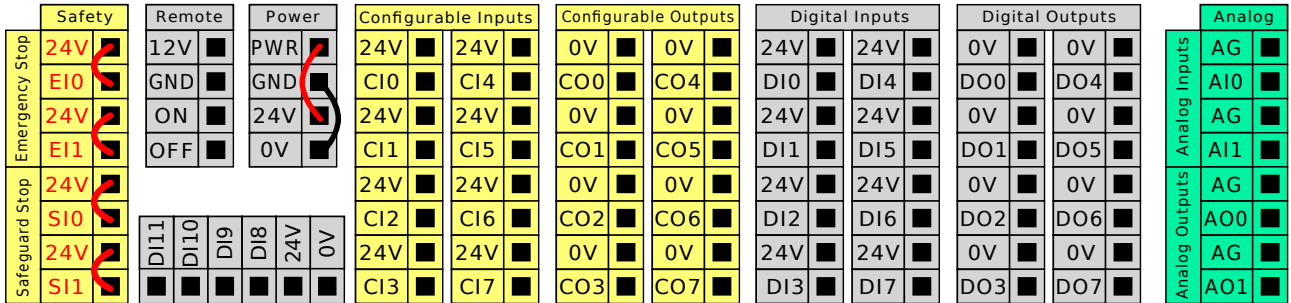 Safety
Emergency Stop
24V
EI0
24V
EI1
Safeguard Stop
24V
SI0
24V
SI1
Remote
12V
GND
ON
OFF
Power
PWR
GND
24V
0V
DI11
DI10
DI9
DI8
24V
0V
Configurable Inputs
24V 24V
CI0 CI4
24V 24V
CI1 CI5
24V 24V
CI2 CI6
24V 24V
CI3 CI7
Configurable Outputs
0V 0V
CO0 CO4
0V 0V
CO1 CO5
0V 0V
CO2 CO6
0V 0V
CO3 CO7
Digital Inputs
24V 24V
DI0 DI4
24V 24V
DI1 DI5
24V 24V
DI2 DI6
24V 24V
DI3 DI7
Digital Outputs
0V 0V
DO0 DO4
0V 0V
DO1 DO5
0V 0V
DO2 DO6
0V 0V
DO3 DO7
Analog
Analog Inputs
AG
AI0
AG
AI1
Analog Outputs
AG
AO0
AG
AO1